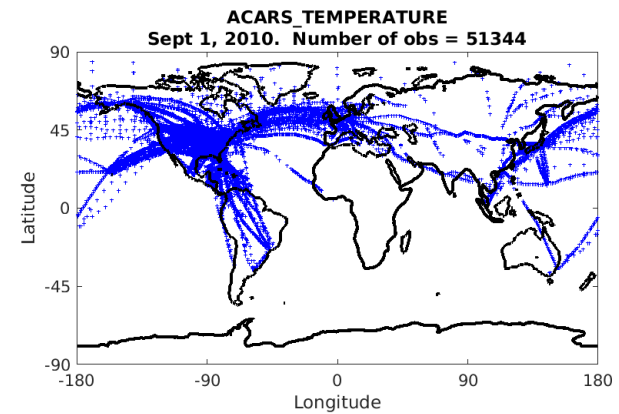 ACARS_TEMPERATURE
Sept 1, 2010. Number of obs = 51344
90
45
0
-45
-90
Latitude
-180
-90
0
90
180
Longitude